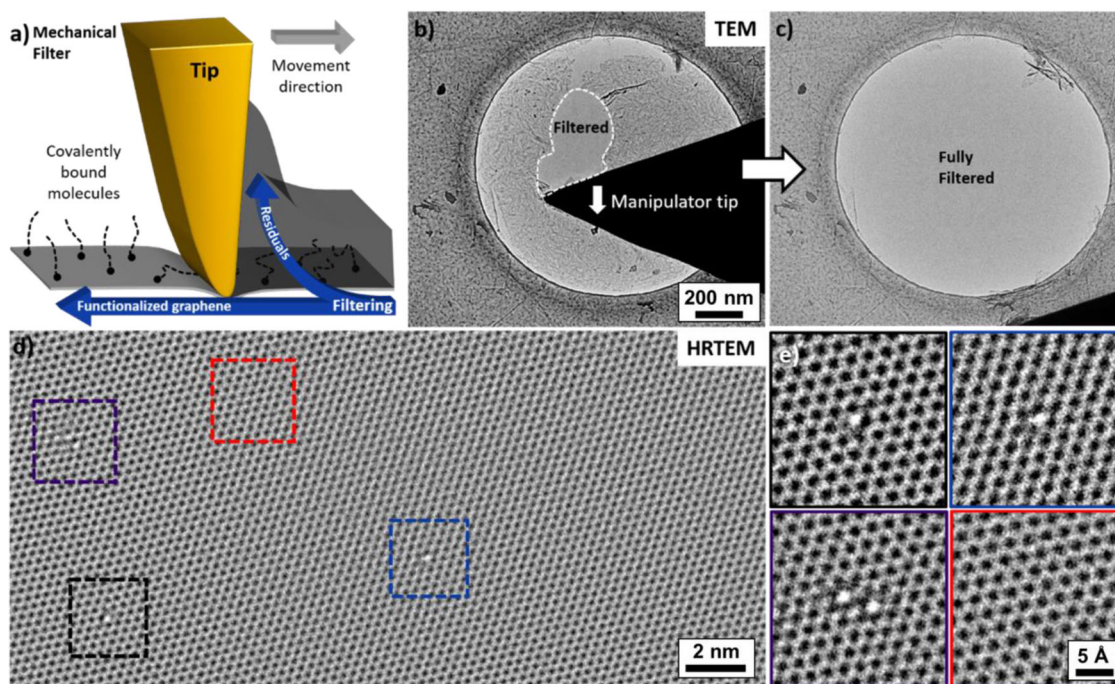 a)
Mechanical
Filter
Tip
Movement
direction
Covalently
bound
molecules
Residuals
Functionalized graphene
Filtering
b)
TEM
Filtered
Manipulator tip
200 nm
c)
Fully
Filtered
d)
HRTEM
2 nm
e)
5 Å